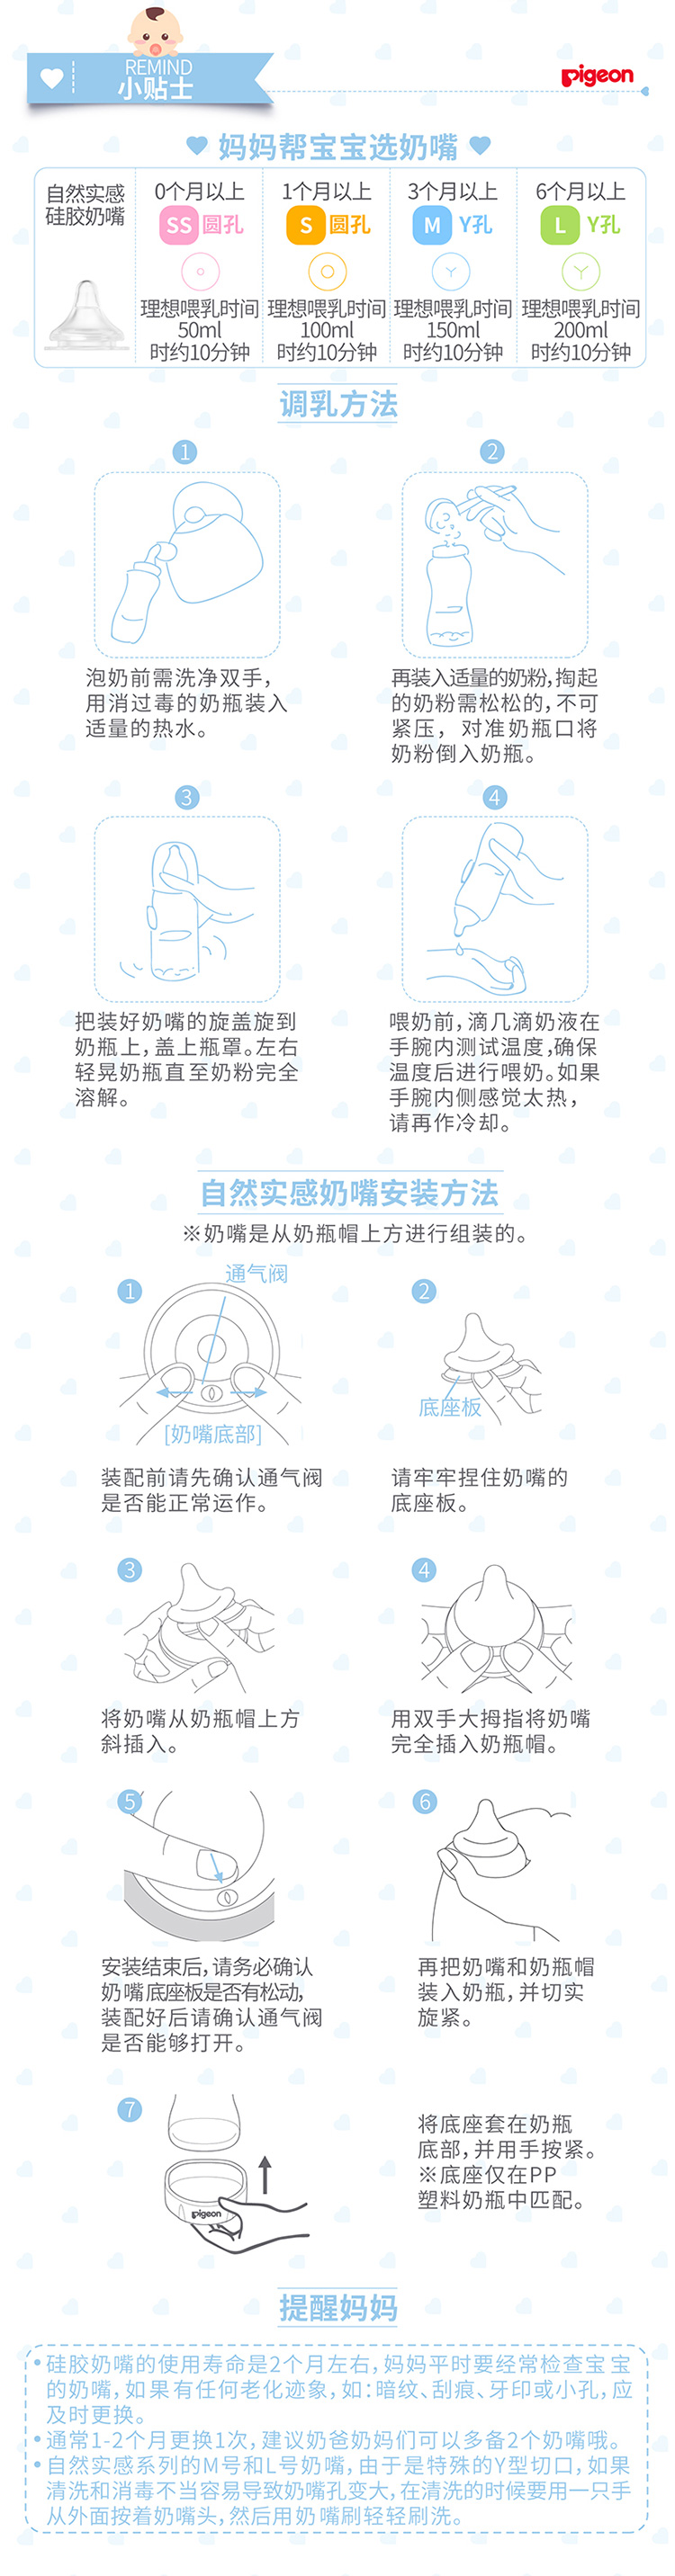 REMIND
小贴士
pigeon
妈妈帮宝宝选奶嘴
自然实感
硅胶奶嘴
0个月以上
SS 圆孔
理想喂乳时间
50ml
时约10分钟
1个月以上
S 圆孔
理想喂乳时间
100ml
时约10分钟
3个月以上
M Y孔
理想喂乳时间
150ml
时约10分钟
6个月以上
L Y孔
理想喂乳时间
200ml
时约10分钟
调乳方法
1
泡奶前需洗净双手，
用消过毒的奶瓶装入
适量的热水。
2
再装入适量的奶粉，掏起
的奶粉需松松的，不可
紧压，对准奶瓶口将
奶粉倒入奶瓶。
3
把装好奶嘴的旋盖旋到
奶瓶上，盖上瓶罩。左右
轻晃奶瓶直至奶粉完全
溶解。
4
喂奶前，滴几滴奶液在
手腕内测试温度，确保
温度后进行喂奶。如果
手腕内侧感觉太热，
请再作冷却。
自然实感奶嘴安装方法
※奶嘴是从奶瓶帽上方进行组装的。
1
通气阀
[奶嘴底部]
装配前请先确认通气阀
是否能正常运作。
2
底座板
请牢牢捏住奶嘴的
底座板。
3
将奶嘴从奶瓶帽上方
斜插入。
4
用双手大拇指将奶嘴
完全插入奶瓶帽。
5
安装结束后，请务必确认
奶嘴底座板是否有松动，
装配好后请确认通气阀
是否能够打开。
6
再把奶嘴和奶瓶帽
装入奶瓶，并切实
旋紧。
7
pigeon
将底座套在奶瓶
底部，并用手按紧。
※底座仅在PP
塑料奶瓶中匹配。
提醒妈妈
•硅胶奶嘴的使用寿命是2个月左右，妈妈平时要经常检查宝宝
的奶嘴，如果有任何老化迹象，如：暗纹、刮痕、牙印或小孔，应
及时更换。
•通常1-2个月更换1次，建议奶爸奶妈们可以多备2个奶嘴哦。
•自然实感系列的M号和L号奶嘴，由于是特殊的Y型切口，如果
清洗和消毒不当容易导致奶嘴孔变大，在清洗的时候要用一只手
从外面按着奶嘴头，然后用奶嘴刷轻轻刷洗。